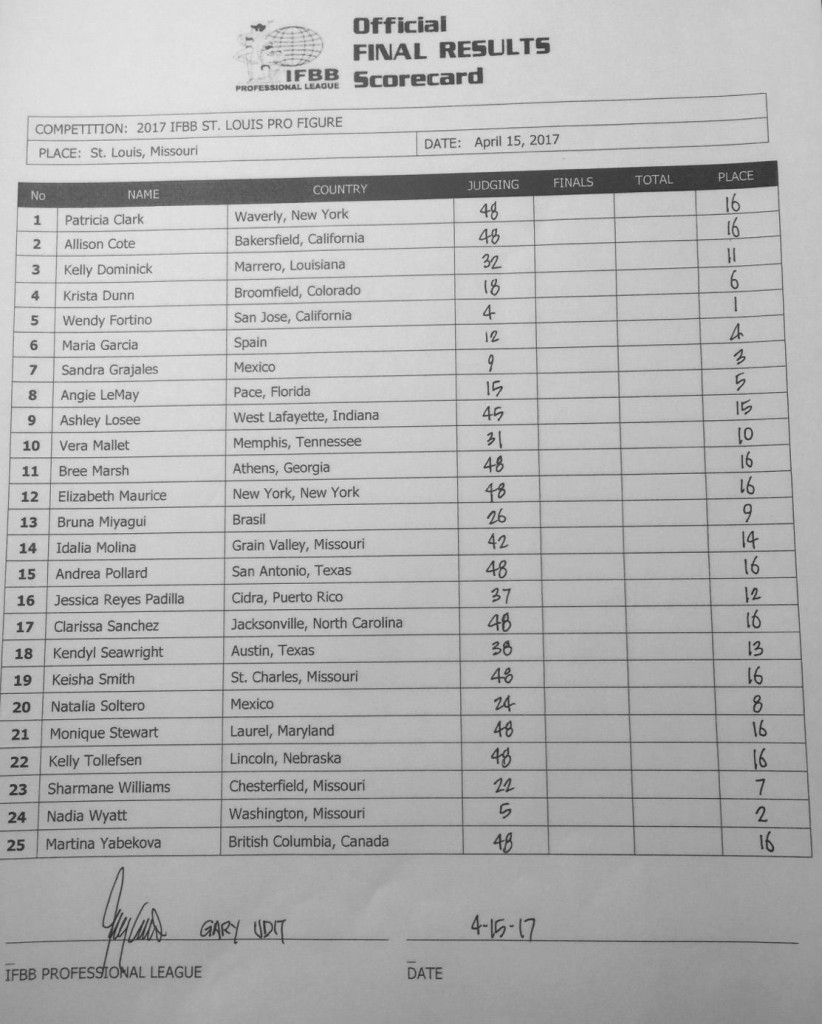 Official
FINAL RESULTS
Scorecard
IFBB
PROFESSIONAL LEAGUE
COMPETITION: 2017 IFBB ST. LOUIS PRO FIGURE
PLACE: St. Louis, Missouri DATE: April 15, 2017
No NAME COUNTRY JUDGING FINALS TOTAL PLACE
1 Patricia Clark Waverly, New York 48 16
2 Allison Cote Bakersfield, California 48 16
3 Kelly Dominick Marrero, Louisiana 32 11
4 Krista Dunn Broomfield, Colorado 18 6
5 Wendy Fortino San Jose, California 4 1
6 Maria Garcia Spain 12 4
7 Sandra Grajales Mexico 9 3
8 Angie LeMay Pace, Florida 15 5
9 Ashley Losee West Lafayette, Indiana 45 15
10 Vera Mallet Memphis, Tennessee 31 10
11 Bree Marsh Athens, Georgia 48 16
12 Elizabeth Maurice New York, New York 48 16
13 Bruna Miyagui Brasil 26 9
14 Idalia Molina Grain Valley, Missouri 42 14
15 Andrea Pollard San Antonio, Texas 48 16
16 Jessica Reyes Padilla Cidra, Puerto Rico 37 12
17 Clarissa Sanchez Jacksonville, North Carolina 48 16
18 Kendyl Seawright Austin, Texas 38 13
19 Keisha Smith St. Charles, Missouri 48 16
20 Natalia Soltero Mexico 24 8
21 Monique Stewart Laurel, Maryland 48 16
22 Kelly Tollefsen Lincoln, Nebraska 48 16
23 Sharmane Williams Chesterfield, Missouri 22 7
24 Nadia Wyatt Washington, Missouri 5 2
25 Martina Yabekova British Columbia, Canada 48 16
GARY UDIT 4-15-17
IFBB PROFESSIONAL LEAGUE DATE